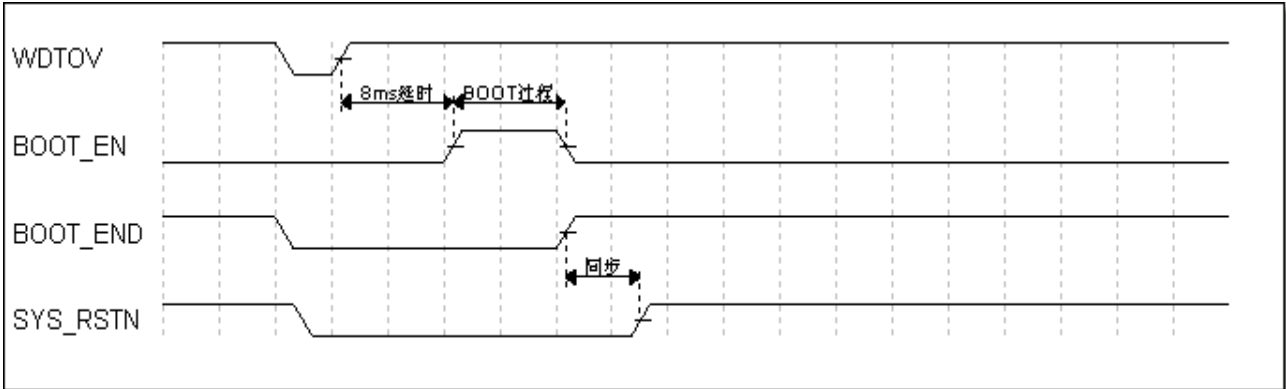 WDTOV
8ms延时 BOOT过程
BOOT_EN
BOOT_END
同步
SYS_RSTN